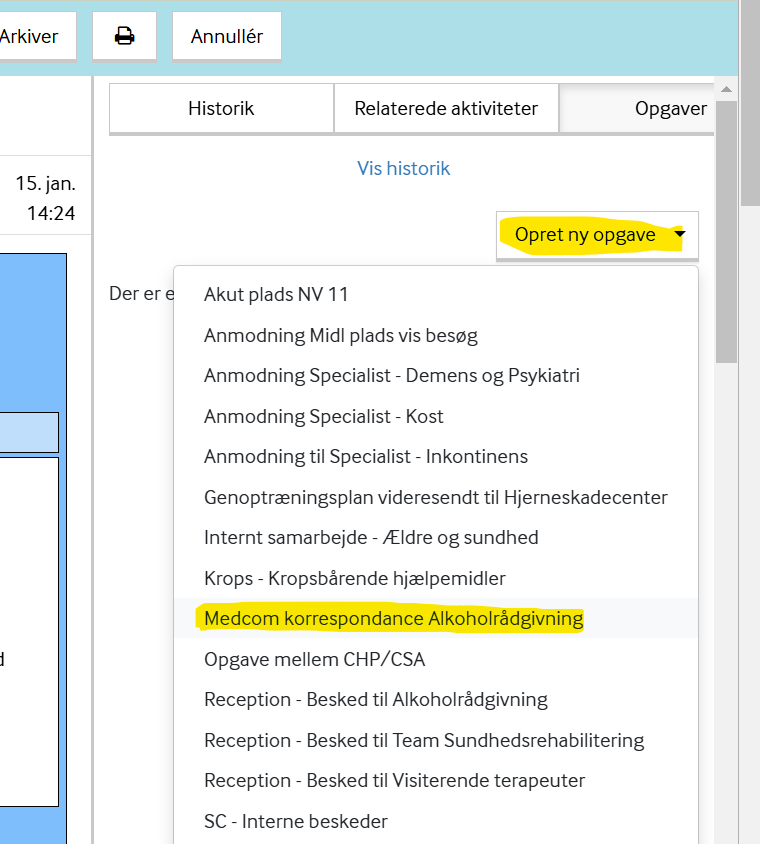 Arkiver
Annullér
Historik
Relaterede aktiviteter
Opgaver
Vis historik
15. jan.
14:24
Opret ny opgave
Der er e
Akut plads NV 11
Anmodning Midl plads vis besøg
Anmodning Specialist - Demens og Psykiatri
Anmodning Specialist - Kost
Anmodning til Specialist - Inkontinens
Genoptræningsplan videresendt til Hjerneskadecenter
Internt samarbejde - Ældre og sundhed
Krops - Kropsbårende hjælpemidler
Medcom korrespondance Alkoholrådgivning
Opgave mellem CHP/CSA
Reception - Besked til Alkoholrådgivning
Reception - Besked til Team Sundhedsrehabilitering
Reception - Besked til Visiterende terapeuter
SC - Interne beskeder